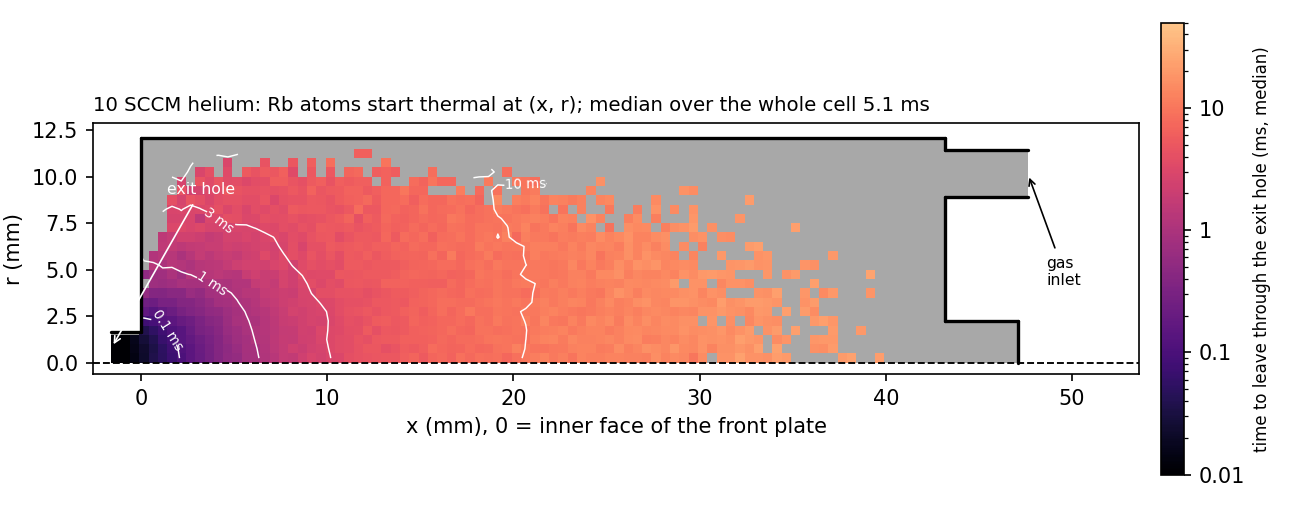 10 SCCM helium: Rb atoms start thermal at (x, r); median over the whole cell 5.1 ms
r (mm)
12.5
10.0
7.5
5.0
2.5
0.0
exit hole
3 ms
1 ms
0.1 ms
10 ms
gas
inlet
0
10
20
30
40
50
x (mm), 0 = inner face of the front plate
10
1
0.1
0.01
time to leave through the exit hole (ms, median)